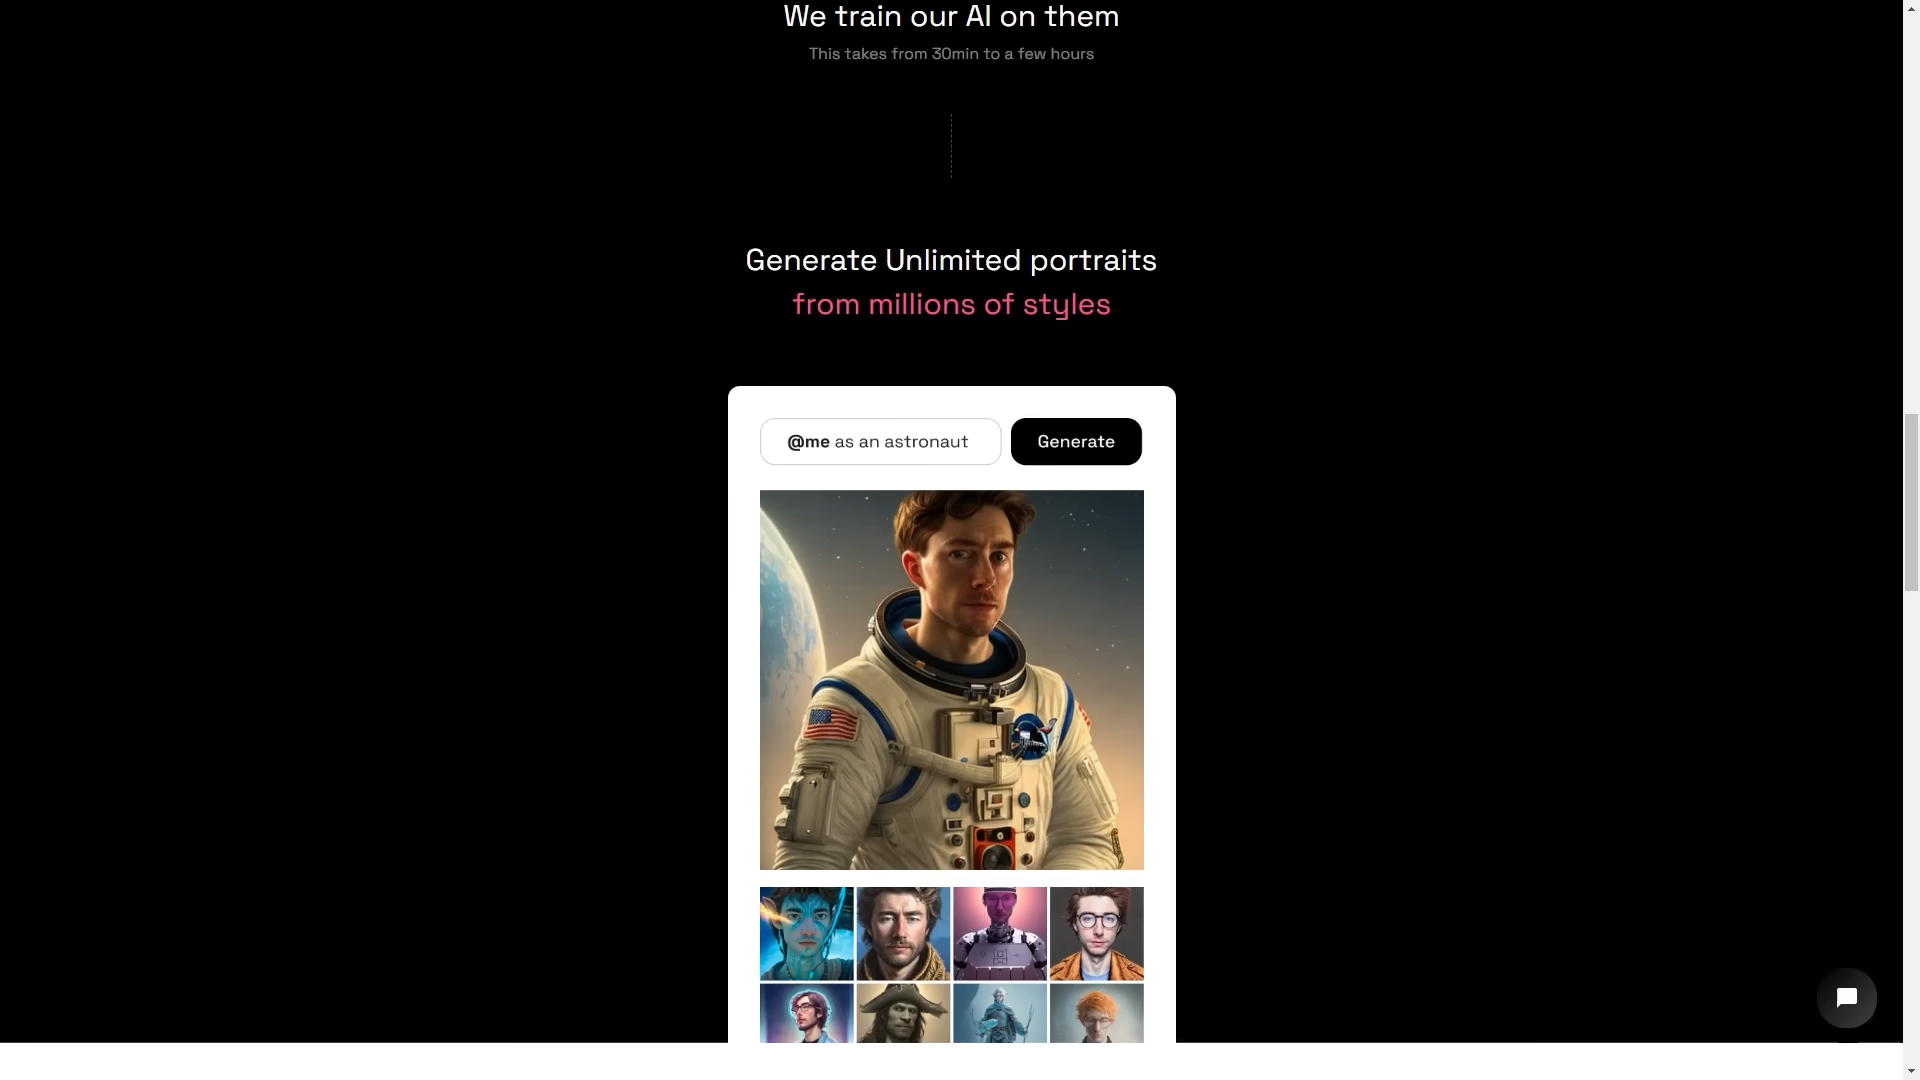 We train our AI on them
This takes from 30min to a few hours
Generate Unlimited portraits
from millions of styles
@me as an astronaut
Generate